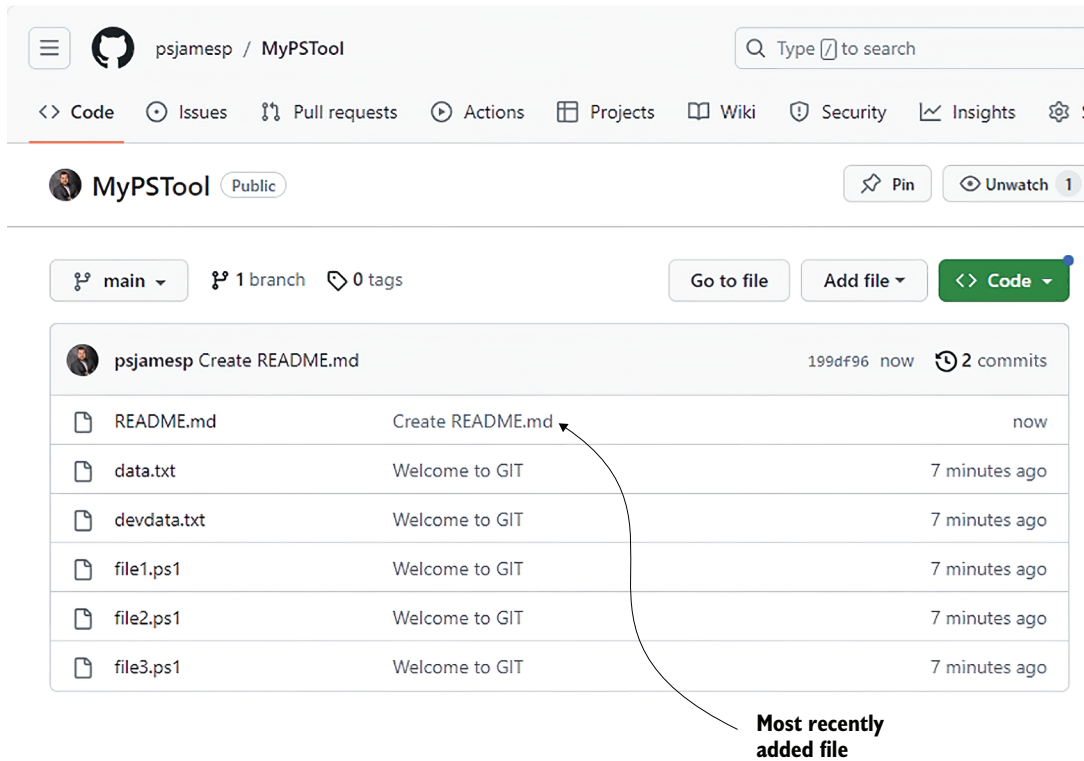 psjamesp / MyPSTool
Type / to search
Code Issues Pull requests Actions Projects Wiki Security Insights
MyPSTool Public
Pin Unwatch 1
main 1 branch 0 tags Go to file Add file Code
psjamesp Create README.md 199df96 now 2 commits
README.md Create README.md now
data.txt Welcome to GIT 7 minutes ago
devdata.txt Welcome to GIT 7 minutes ago
file1.ps1 Welcome to GIT 7 minutes ago
file2.ps1 Welcome to GIT 7 minutes ago
file3.ps1 Welcome to GIT 7 minutes ago
Most recently
added file